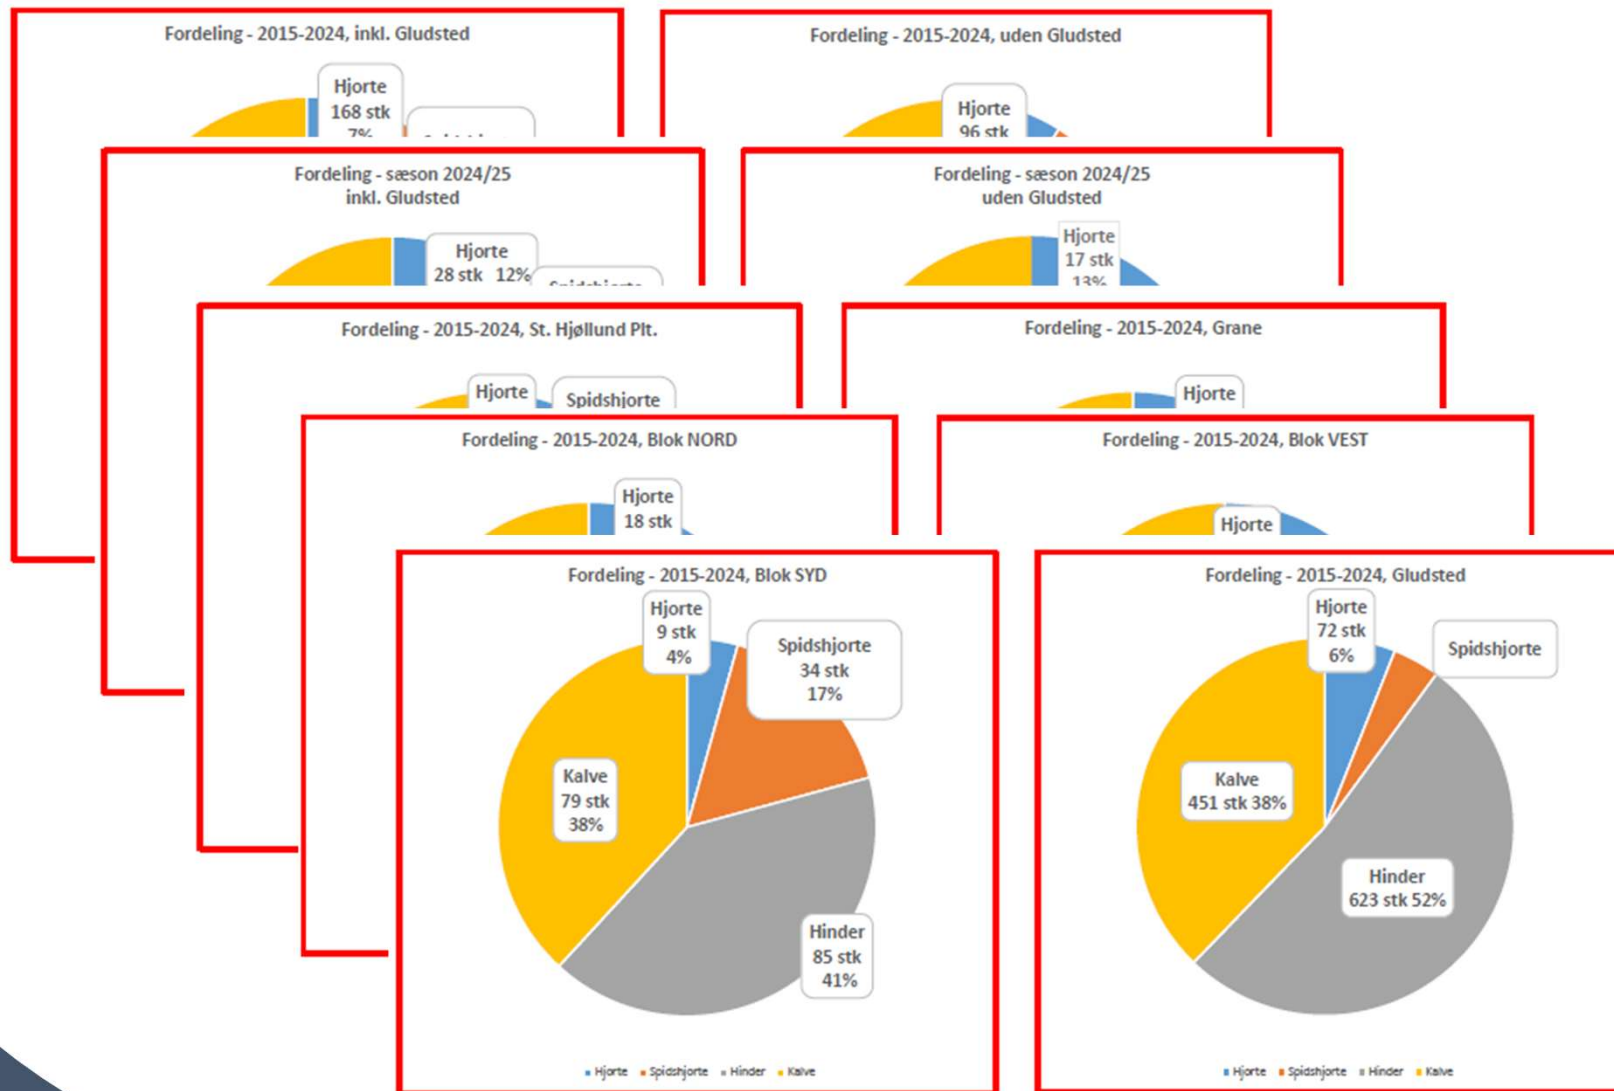 Fordeling - 2015-2024, inkl. Gludsted
Hjorte
168 stk
7%
Fordeling - 2015-2024, uden Gludsted
Hjorte
96 stk
Fordeling - sæson 2024/25
inkl. Gludsted
Hjorte
28 stk 12%
Spidshjorte
Fordeling - sæson 2024/25
uden Gludsted
Hjorte
17 stk
13%
Fordeling - 2015-2024, St. Hjøllund Plt.
Hjorte
Spidshjorte
Fordeling - 2015-2024, Grane
Hjorte
Fordeling - 2015-2024, Blok NORD
Hjorte
18 stk
Fordeling - 2015-2024, Blok VEST
Hjorte
Fordeling - 2015-2024, Blok SYD
Hjorte
9 stk
4%
Spidshjorte
34 stk
17%
Kalve
79 stk
38%
Hinder
85 stk
41%
Hjorte Spidshjorte Hinder Kalve
Fordeling - 2015-2024, Gludsted
Hjorte
72 stk
6%
Spidshjorte
Kalve
451 stk 38%
Hinder
623 stk 52%
Hjorte Spidshjorte Hinder Kalve